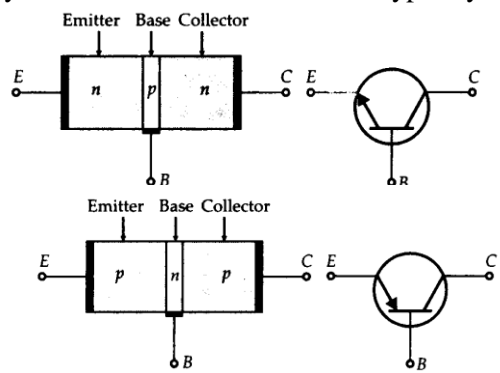 Emitter Base Collector
E n p n C E C
B B
Emitter Base Collector
E p n p C E C
B B